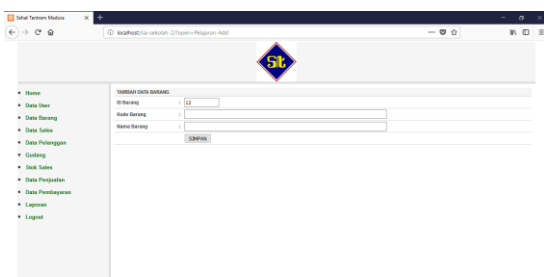 Sehat Tentrem Madura
localhost/sia-sekolah-2/?open=Pelajaran-Add
St
Home
Data User
Data Barang
Data Sales
Data Pelanggan
Gudang
Stok Sales
Data Penjualan
Data Pembayaran
Laporan
Logout
TAMBAH DATA BARANG
ID Barang : 12
Kode Barang :
Nama Barang :
SIMPAN